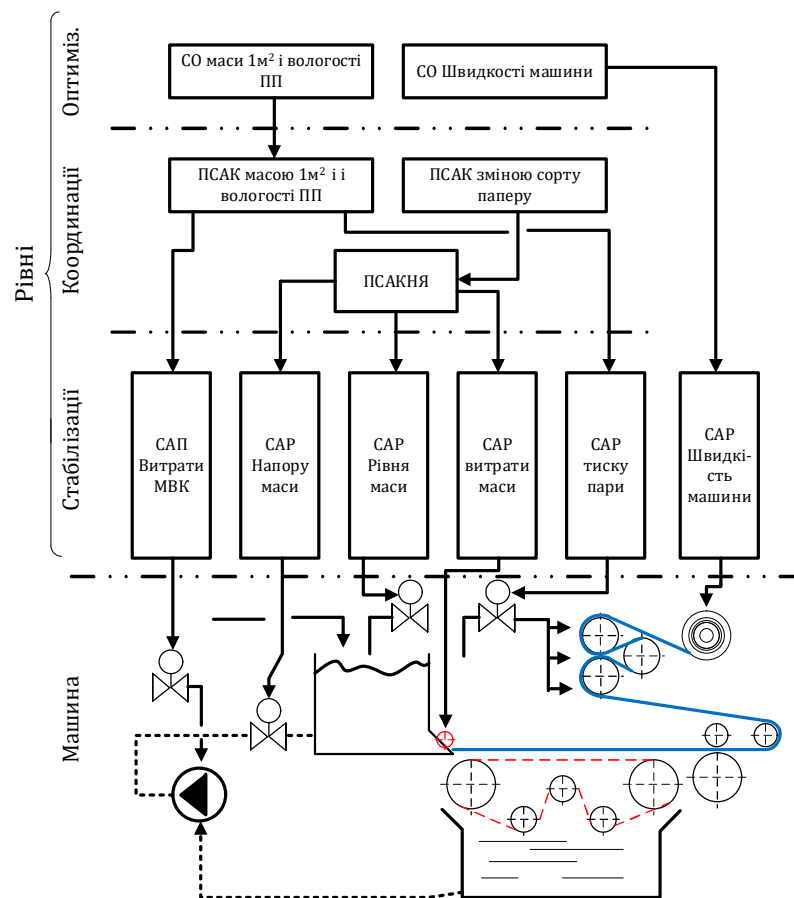 Рівні
Оптиміз.
СО маси 1м² і вологості
ПП
СО Швидкості машини
Координації
ПСАК масою 1м² і і
вологості ПП
ПСАК зміною сорту
паперу
ПСАКНЯ
Стабілізації
САП
Витрати
МВК
САР
Напору
маси
САР
Рівня
маси
САР
витрати
маси
САР
тиску
пари
САР
Швидкі-
сть
машини
Машина